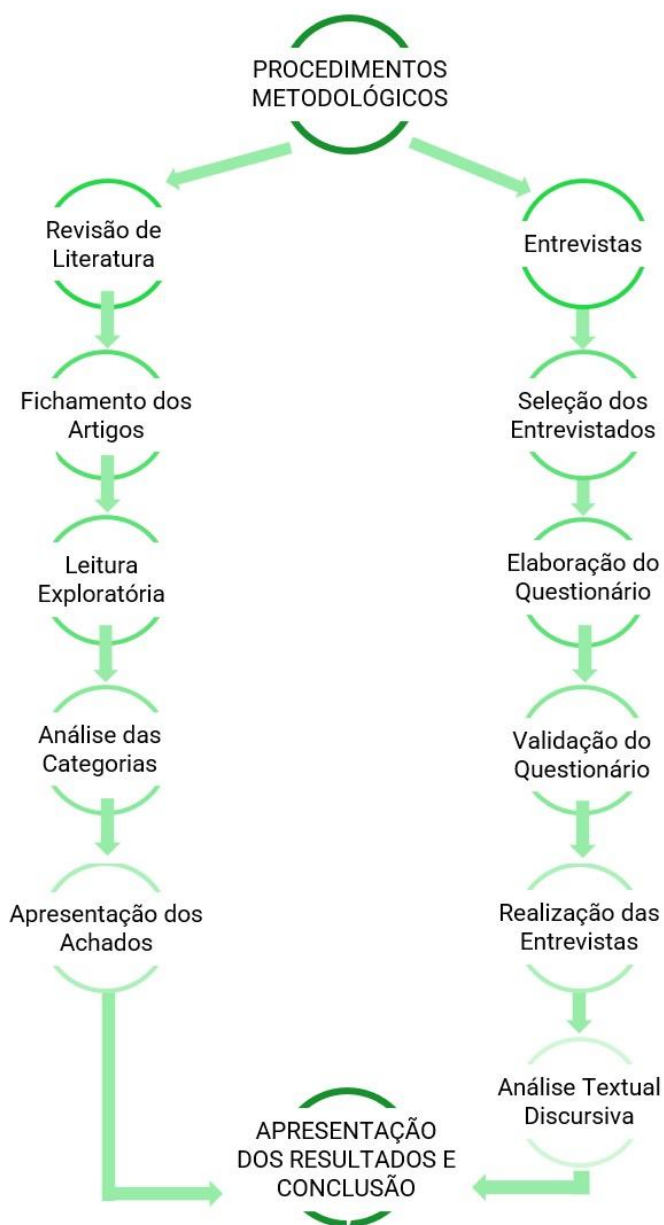 PROCEDIMENTOS
METODOLÓGICOS
Revisão de
Literatura
Fichamento dos
Artigos
Leitura
Exploratória
Análise das
Categorias
Apresentação dos
Achados
Entrevistas
Seleção dos
Entrevistados
Elaboração do
Questionário
Validação do
Questionário
Realização das
Entrevistas
Análise Textual
Discursiva
APRESENTAÇÃO
DOS RESULTADOS E
CONCLUSÃO